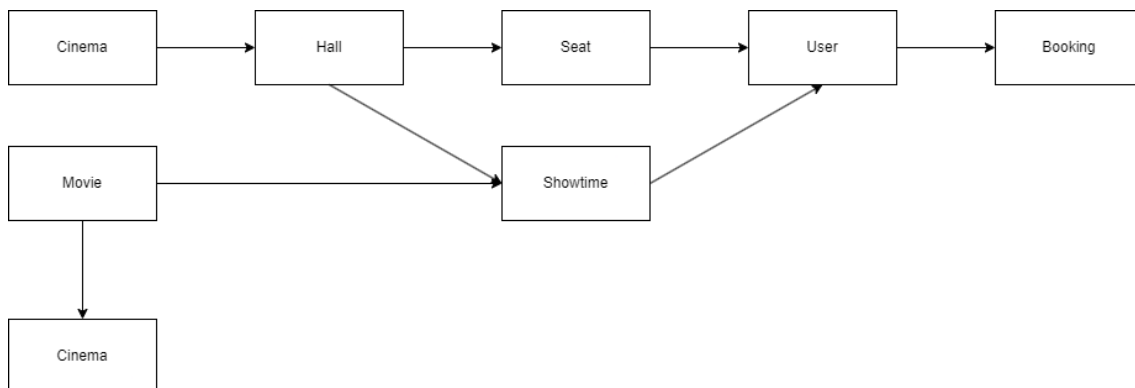 Cinema
Hall
Seat
User
Booking
Movie
Showtime
Cinema